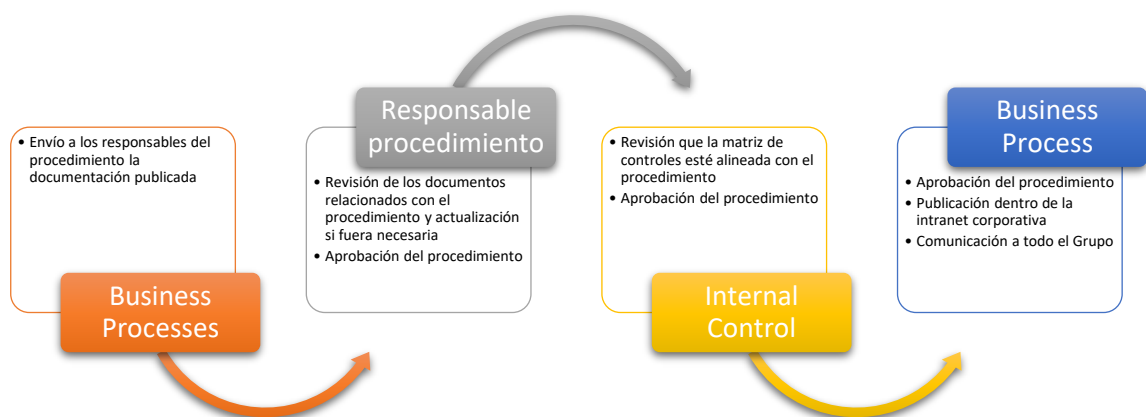 • Envío a los responsables del
procedimiento la
documentación publicada
Business
Processes
Responsable
procedimiento
• Revisión de los documentos
relacionados con el
procedimiento y actualización
si fuera necesaria
• Aprobación del procedimiento
• Revisión que la matriz de
controles esté alineada con el
procedimiento
• Aprobación del procedimiento
Internal
Control
Business
Process
• Aprobación del procedimiento
• Publicación dentro de la
intranet corporativa
• Comunicación a todo el Grupo